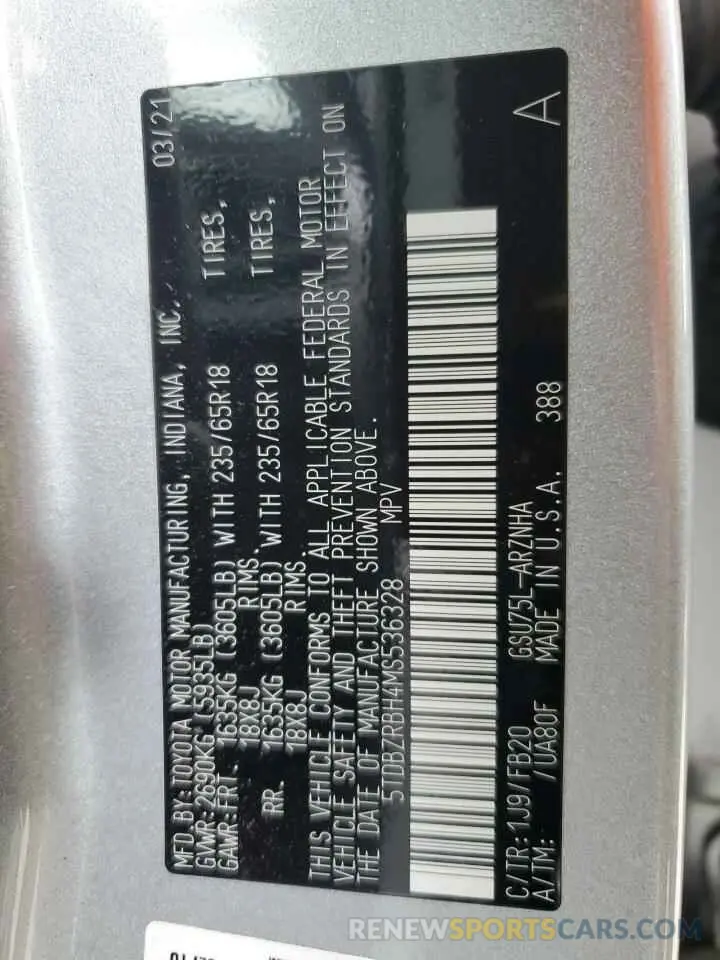 MFD BY: TOYOTA MOTOR MANUFACTURING, INDIANA, INC. 03/21
GVWR: 2690KG (5935LB)
GAWR: FRT. 1635KG (3605LB) WITH 235/65R18 TIRES,
18X8J RIMS.
RR. 1635KG (3605LB) WITH 235/65R18 TIRES,
18X8J RIMS.
THIS VEHICLE CONFORMS TO ALL APPLICABLE FEDERAL MOTOR
VEHICLE SAFETY AND THEFT PREVENTION STANDARDS IN EFFECT ON
THE DATE OF MANUFACTURE SHOWN ABOVE.
5TDBZRBH4MS536328 MPV
C/TR: 1J9/FB20 GSU75L-ARZNHA A
A/TM: /UA80F MADE IN U.S.A. 388
RENEWSPORTSCARS.COM